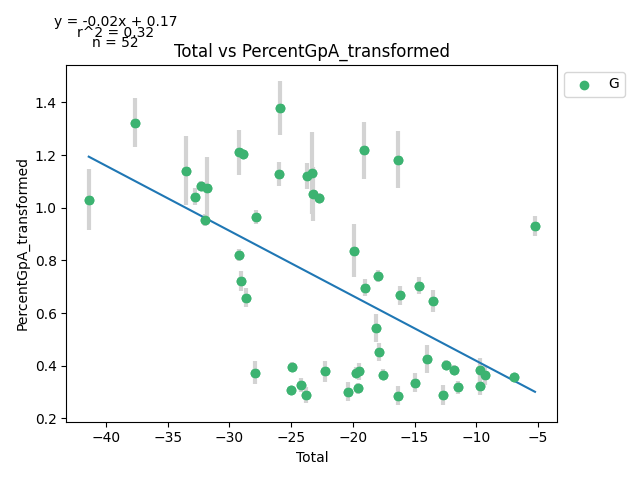 y = -0.02x + 0.17
r^2 = 0.32
n = 52
Total vs PercentGpA_transformed
G
PercentGpA_transformed
1.4
1.2
1.0
0.8
0.6
0.4
0.2
−40 −35 −30 −25 −20 −15 −10 −5
Total